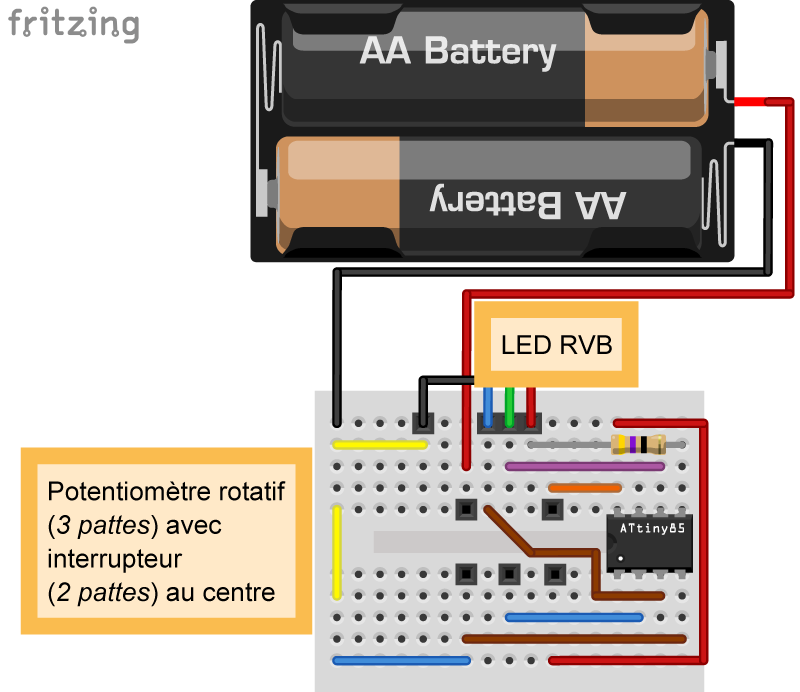 fritzing
AA Battery
AA Battery
LED RVB
Potentiomètre rotatif
(3 pattes) avec
interrupteur
(2 pattes) au centre
ATtiny85